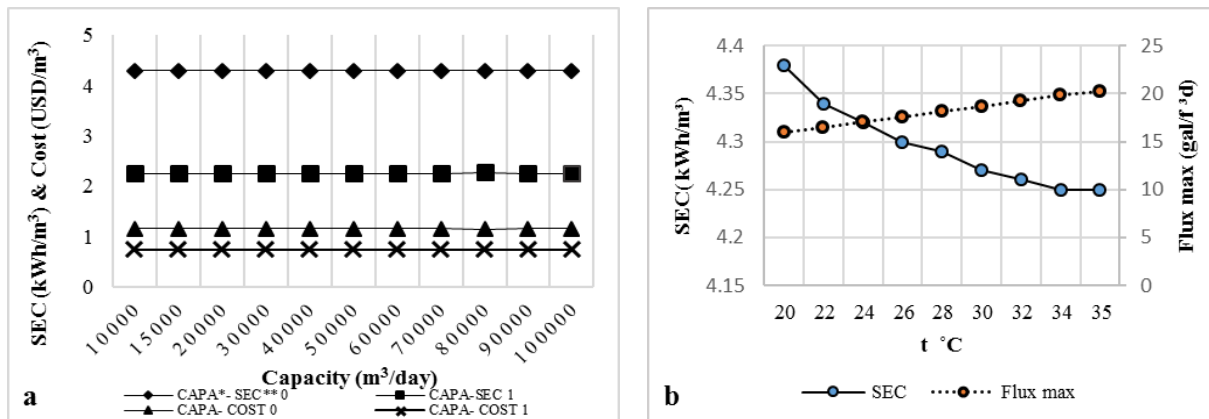 SEC (kWh/m³) & Cost (USD/m³)
5
4
3
2
1
0
10000
15000
20000
30000
40000
50000
60000
70000
80000
90000
100000
Capacity (m³/day)
a
CAPA*- SEC** 0
CAPA-SEC 1
CAPA- COST 0
CAPA- COST 1
b
SEC(kWh/m³)
4.4
4.35
4.3
4.25
4.2
4.15
25
20
15
10
5
0
Flux max (gal/f ³d)
20 22 24 26 28 30 32 34 35
t ˚C
SEC
Flux max